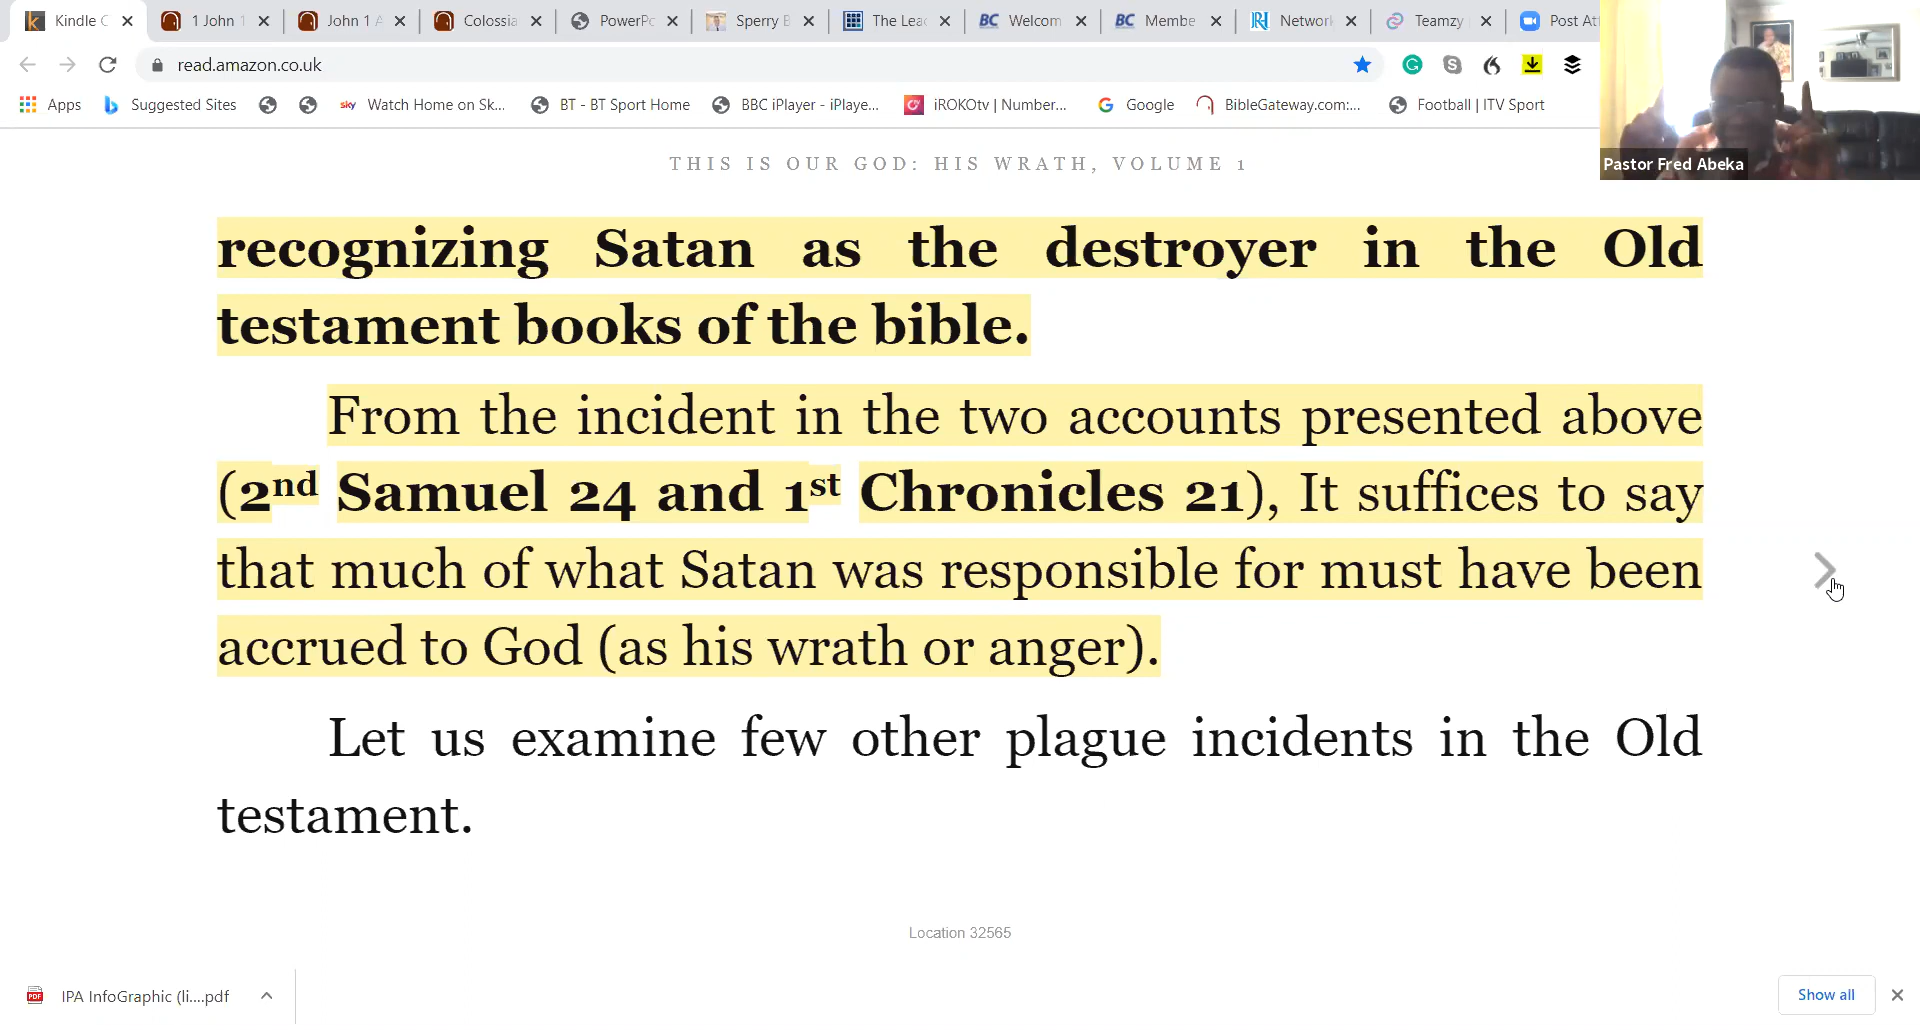 Kindle C
1 John 1
John 1 A
Colossia
PowerPo
Sperry B
The Lea
BC Welcom
BC Membe
Network
Teamzy
Post Att
read.amazon.co.uk
Apps
Suggested Sites
sky Watch Home on Sk...
BT - BT Sport Home
BBC iPlayer - iPlaye...
iROKOtv | Number...
Google
BibleGateway.com:...
Football | ITV Sport
Pastor Fred Abeka
THIS IS OUR GOD: HIS WRATH, VOLUME 1
recognizing Satan as the destroyer in the Old
testament books of the bible.
From the incident in the two accounts presented above
(2nd Samuel 24 and 1st Chronicles 21), It suffices to say
that much of what Satan was responsible for must have been
accrued to God (as his wrath or anger).
Let us examine few other plague incidents in the Old
testament.
Location 32565
PDF IPA InfoGraphic (li....pdf
Show all